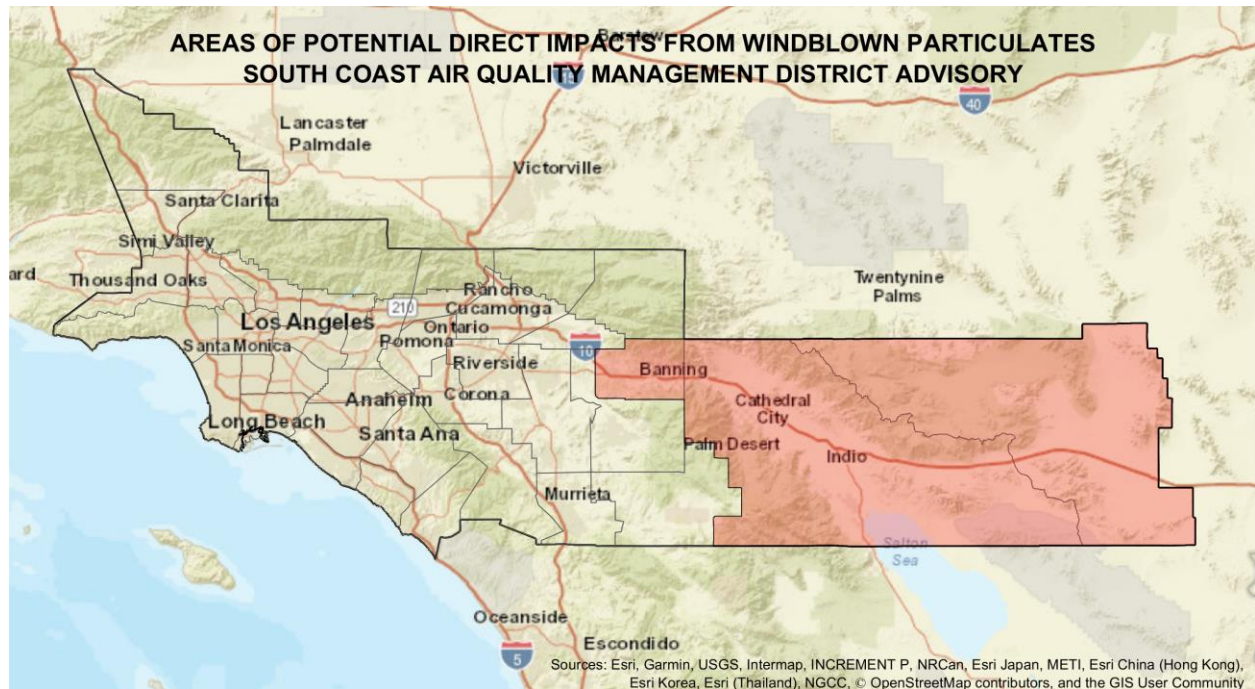 AREAS OF POTENTIAL DIRECT IMPACTS FROM WINDBLOWN PARTICULATES
SOUTH COAST AIR QUALITY MANAGEMENT DISTRICT ADVISORY
Barstow
15
40
Lancaster
Palmdale
Victorville
Santa Clarita
Simi Valley
ard
Thousand Oaks
Twentynine
Palms
Rancho
Cucamonga
210
Los Angeles
Ontario
Pomona
Santa Monica
10
Riverside
Banning
Anaheim
Corona
Cathedral
City
Long Beach
Santa Ana
Palm Desert
Indio
Murrieta
Salton
Sea
Oceanside
Escondido
5
Sources: Esri, Garmin, USGS, Intermap, INCREMENT P, NRCan, Esri Japan, METI, Esri China (Hong Kong),
Esri Korea, Esri (Thailand), NGCC, © OpenStreetMap contributors, and the GIS User Community